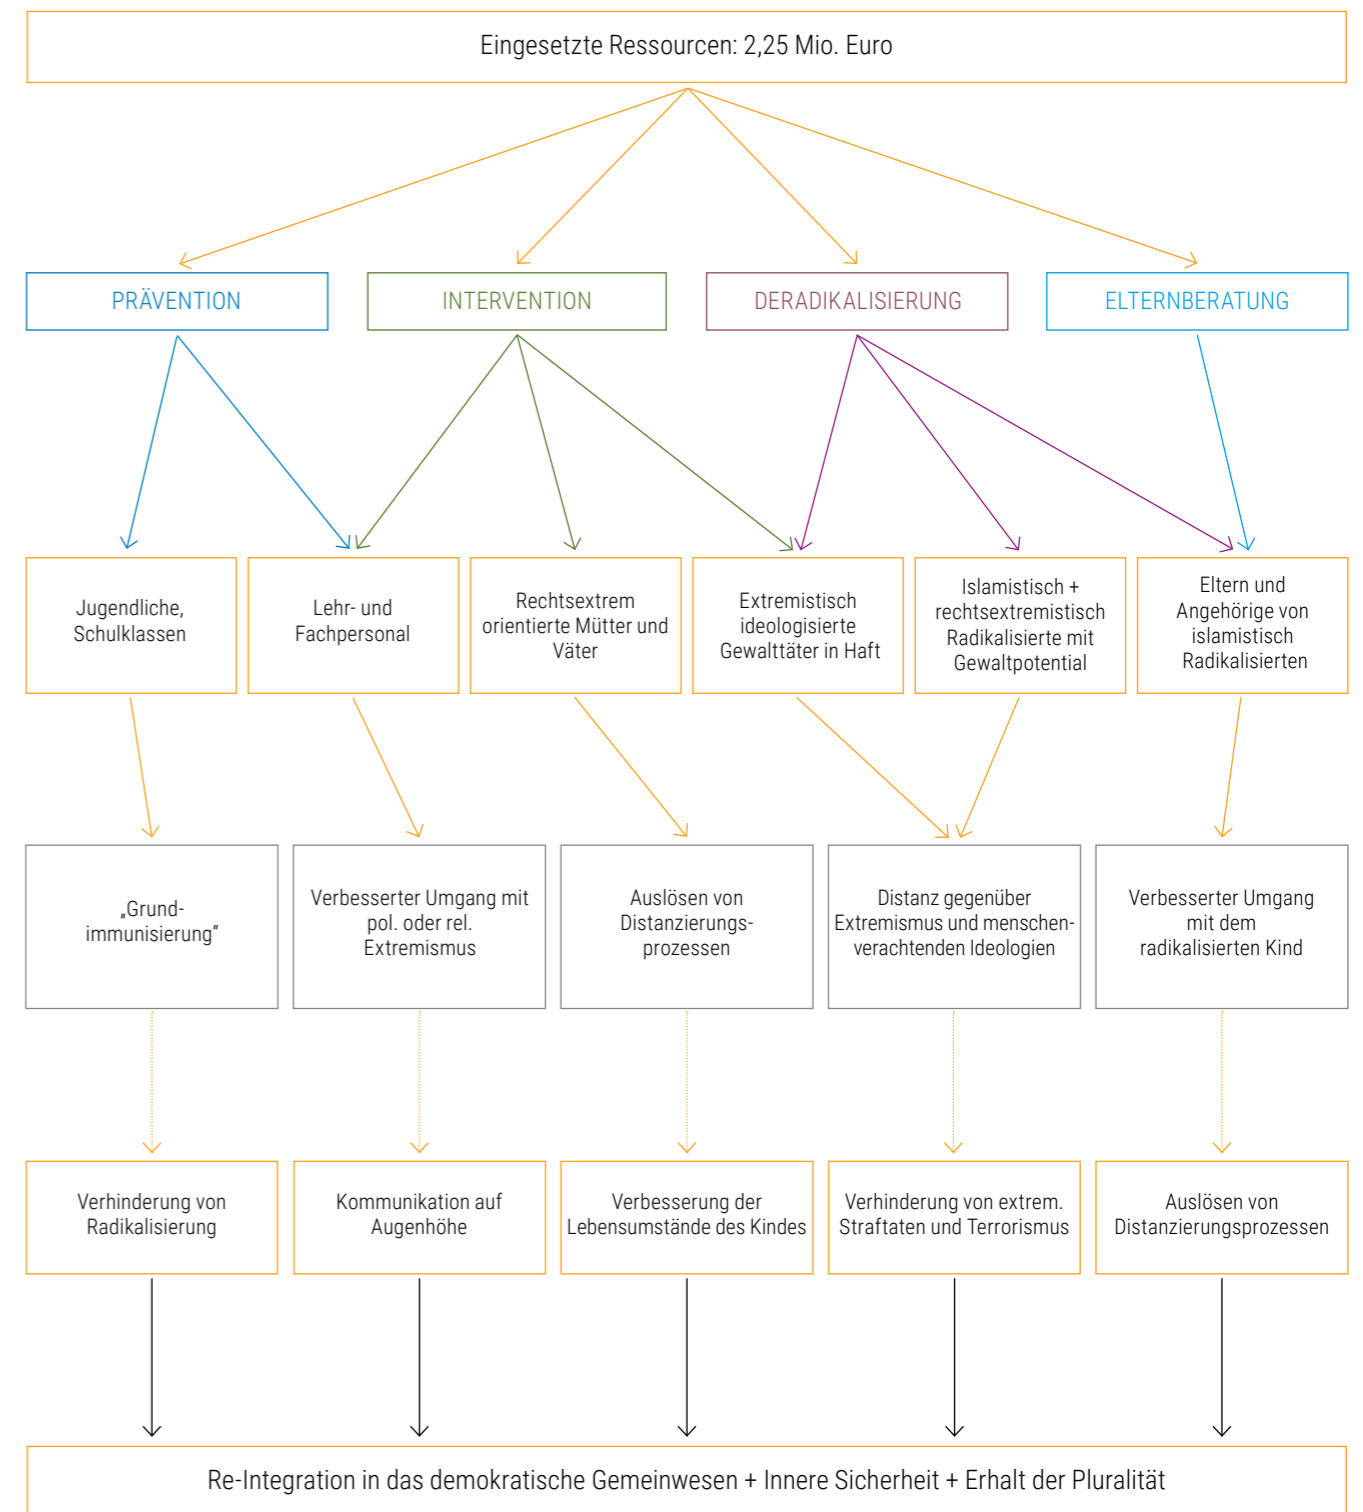 Eingesetzte Ressourcen: 2,25 Mio. Euro
PRÄVENTION
INTERVENTION
DERADIKALISIERUNG
ELTERNBERATUNG
Jugendliche,
Schulklassen
Lehr- und
Fachpersonal
Rechtsextrem
orientierte Mütter und
Väter
Extremistisch
ideologisierte
Gewalttäter in Haft
Islamistisch +
rechtsextremistisch
Radikalisierte mit
Gewaltpotential
Eltern und
Angehörige von
islamistisch
Radikalisierten
„Grund-
immunisierung“
Verbesserter Umgang mit
pol. oder rel.
Extremismus
Auslösen von
Distanzierungs-
prozessen
Distanz gegenüber
Extremismus und menschen-
verachtenden Ideologien
Verbesserter Umgang
mit dem
radikalisierten Kind
Verhinderung von
Radikalisierung
Kommunikation auf
Augenhöhe
Verbesserung der
Lebensumstände des Kindes
Verhinderung von extrem.
Straftaten und Terrorismus
Auslösen von
Distanzierungsprozessen
Re-Integration in das demokratische Gemeinwesen + Innere Sicherheit + Erhalt der Pluralität